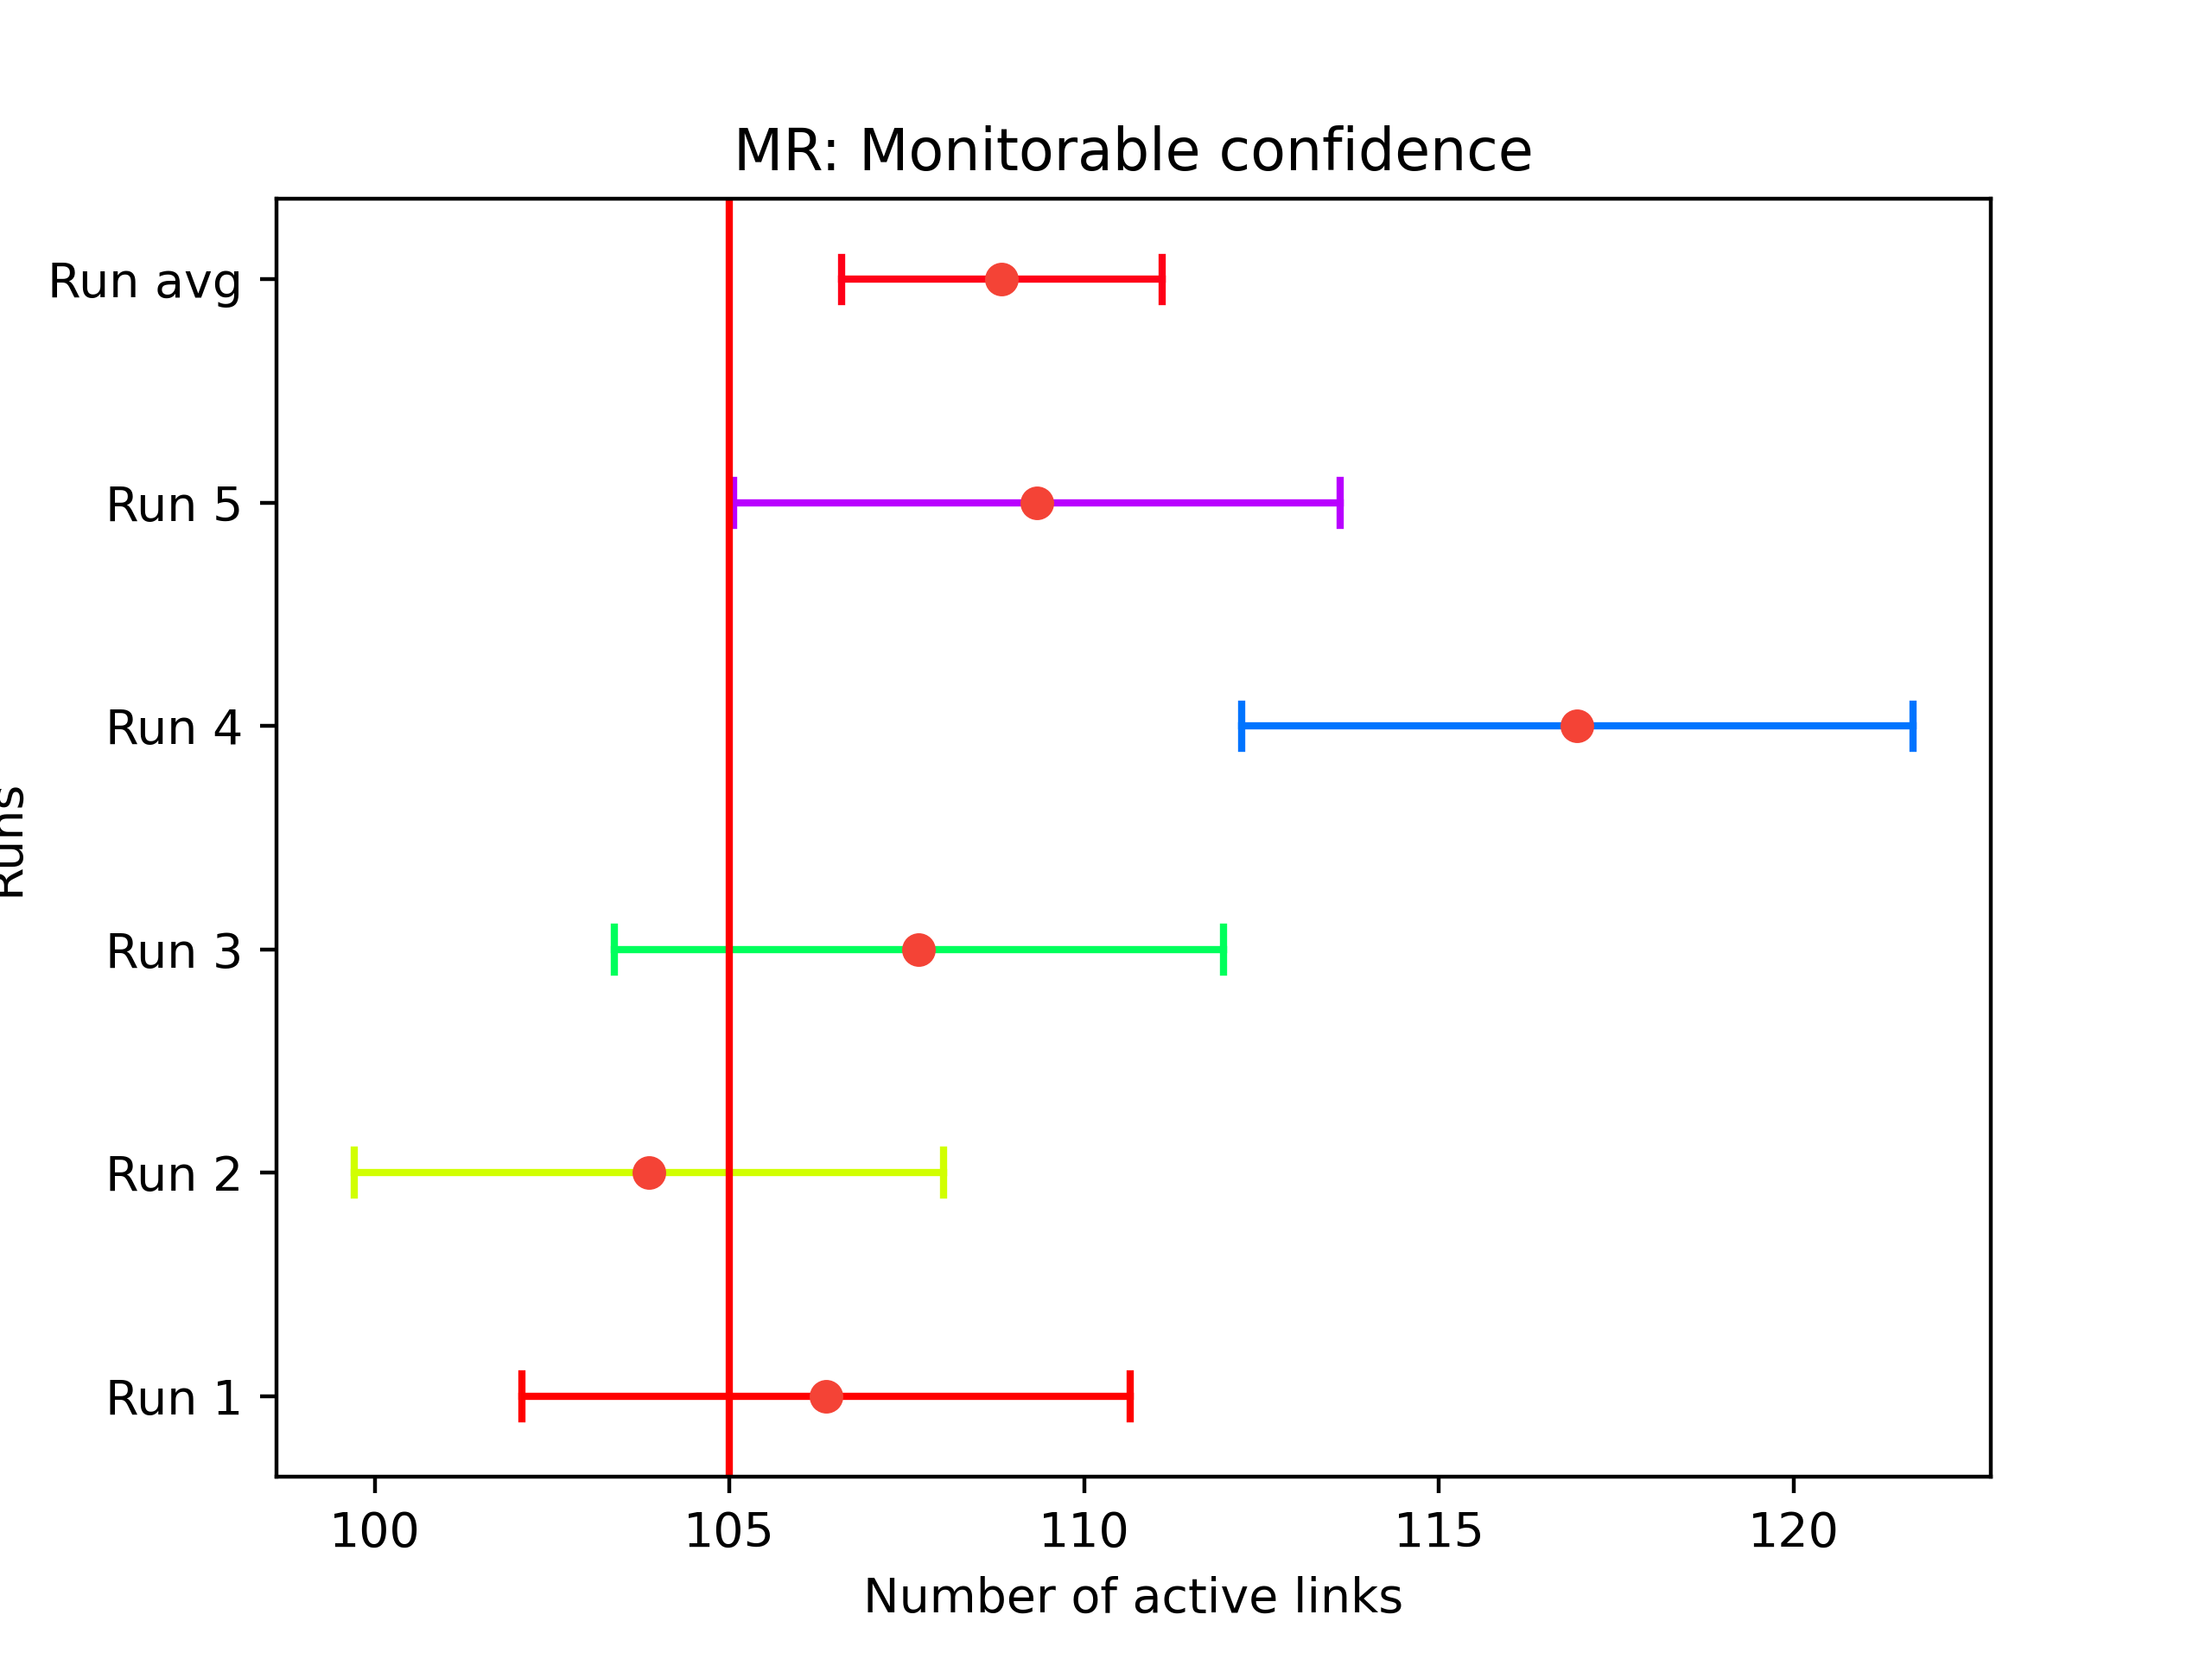 MR: Monitorable confidence
Run avg
Run 5
Run 4
Run 3
Run 2
Run 1
Runs
100 105 110 115 120
Number of active links